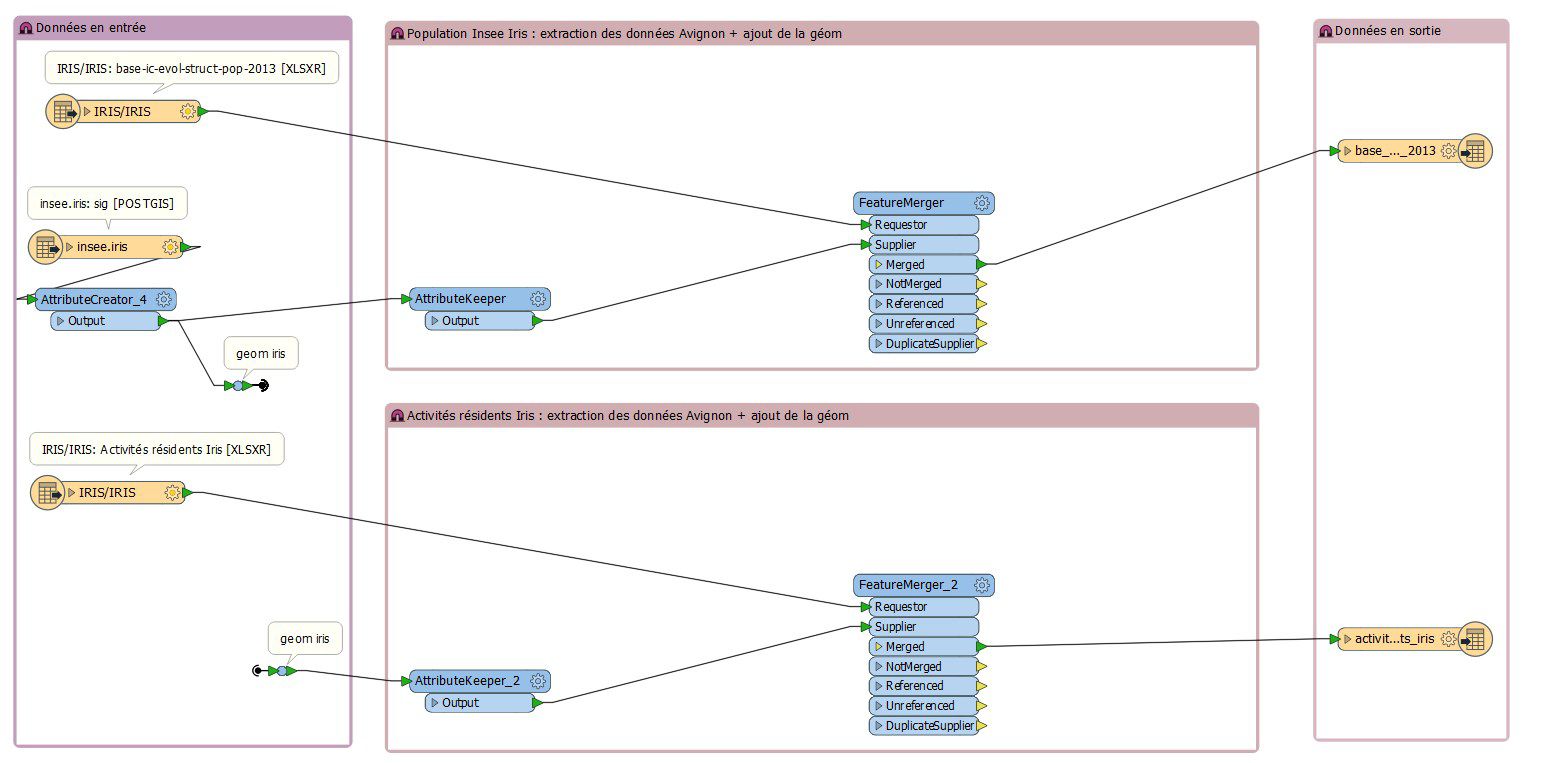 Données en entrée
IRIS/IRIS: base-ic-evol-struct-pop-2013 [XLSXR]
IRIS/IRIS
insee.iris: sig [POSTGIS]
insee.iris
AttributeCreator_4
Output
geom iris
IRIS/IRIS: Activités résidents Iris [XLSXR]
IRIS/IRIS
geom iris
Population Insee Iris : extraction des données Avignon + ajout de la géom
AttributeKeeper
Output
FeatureMerger
Requestor
Supplier
Merged
NotMerged
Referenced
Unreferenced
DuplicateSupplier
Activités résidents Iris : extraction des données Avignon + ajout de la géom
AttributeKeeper_2
Output
FeatureMerger_2
Requestor
Supplier
Merged
NotMerged
Referenced
Unreferenced
DuplicateSupplier
Données en sortie
base_..._2013
activit...ts_iris